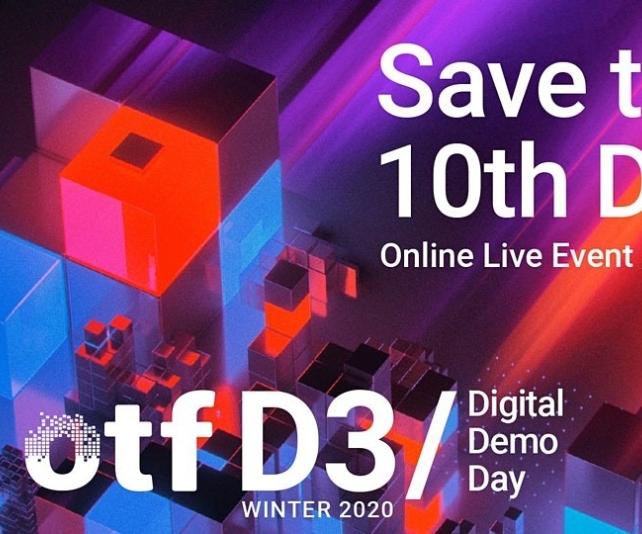 Save t
10th D
Online Live Event
otf D3/ Digital
Demo
Day
WINTER 2020